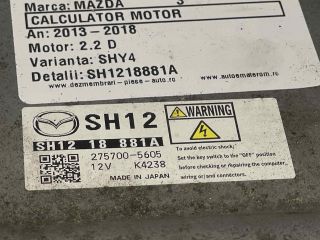 Marca: MAZDA 3
CALCULATOR MOTOR
An: 2013-2018
Motor: 2.2 D
Varianta: SHY4
Detalii: SH1218881A
www.dezmembrari-piese-auto.ro www.autoeco
SH12
SH12 18 881A
275700-5605
12V K4238
MADE IN JAPAN
WARNING
To avoid electric shock:
Set the key switch to the "OFF" position
before checking or repairing the computer,
wiring or/and connectors.